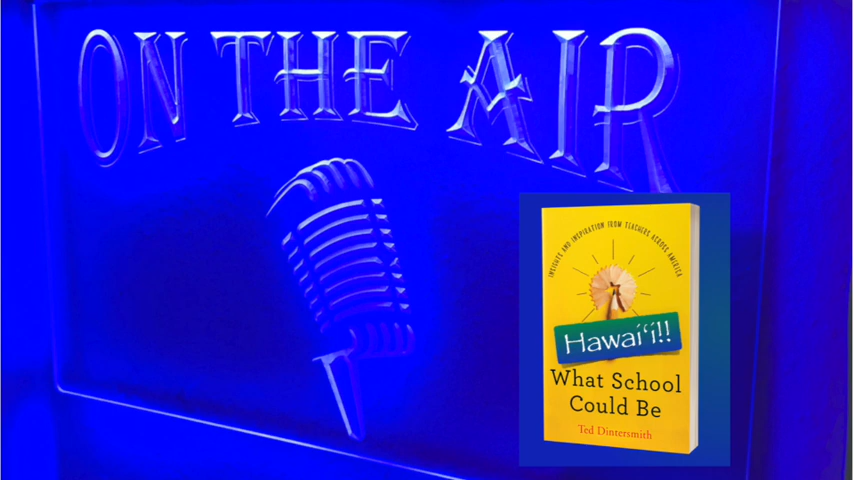 ON THE AIR
INSIGHTS AND INSPIRATION FROM TEACHERS ACROSS AMERICA
Hawaiʻi!!
What School
Could Be
Ted Dintersmith